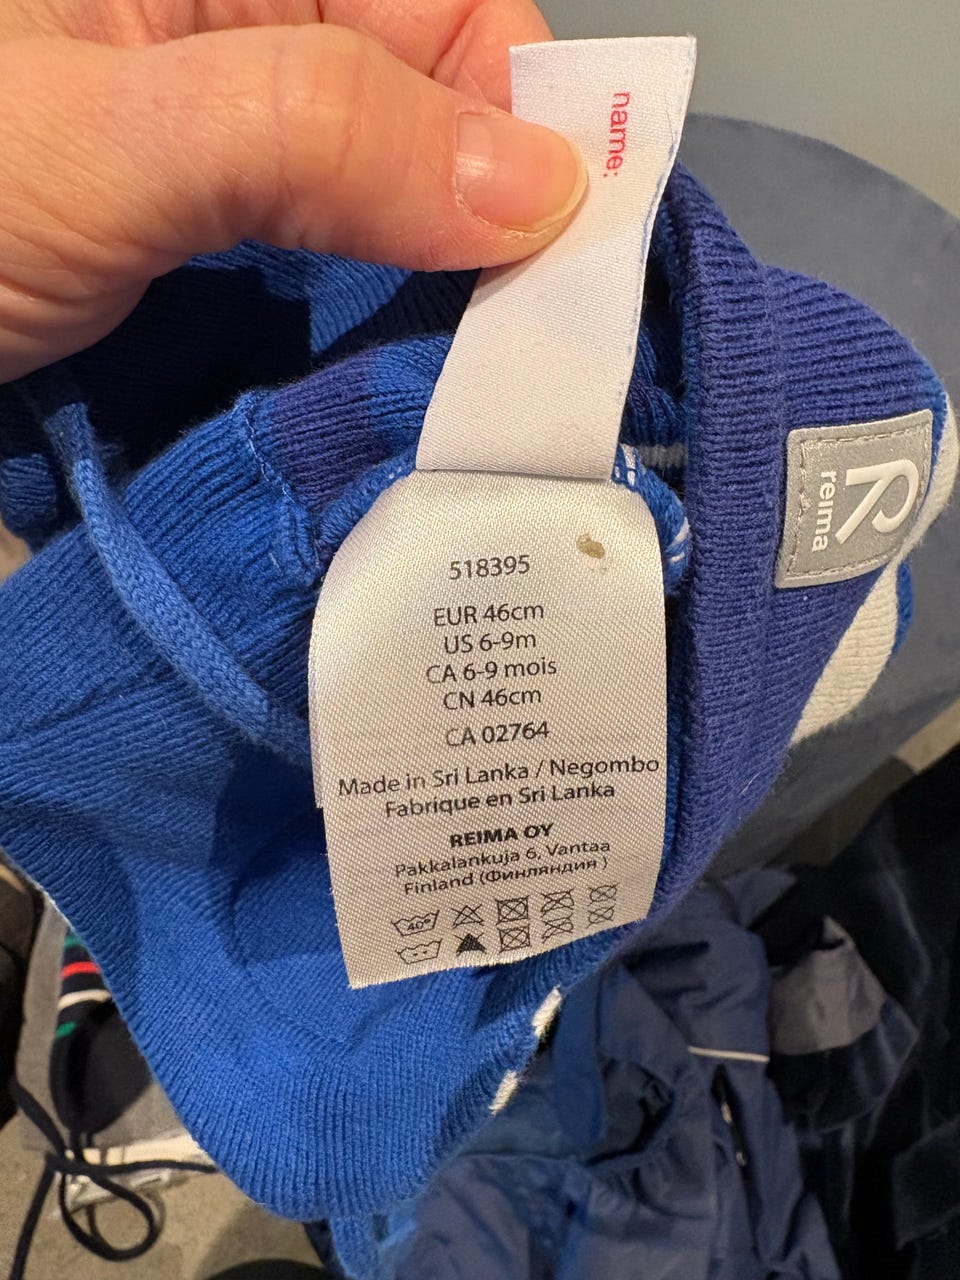 name:
R
reima
518395
EUR 46cm
US 6-9m
CA 6-9 mois
CN 46cm
CA 02764
Made in Sri Lanka / Negombo
Fabrique en Sri Lanka
REIMA OY
Pakkalankuja 6, Vantaa
Finland (Финляндия )
40°